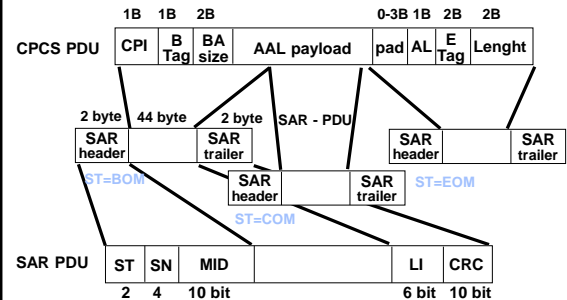 1B 1B 2B 0-3B 1B 2B 2B
CPCS PDU CPI B Tag BA size AAL payload pad AL E Tag Lenght
2 byte 44 byte 2 byte SAR - PDU
SAR header SAR trailer SAR header SAR trailer
ST=BOM SAR header SAR trailer ST=EOM
ST=COM
SAR PDU ST SN MID LI CRC
2 4 10 bit 6 bit 10 bit